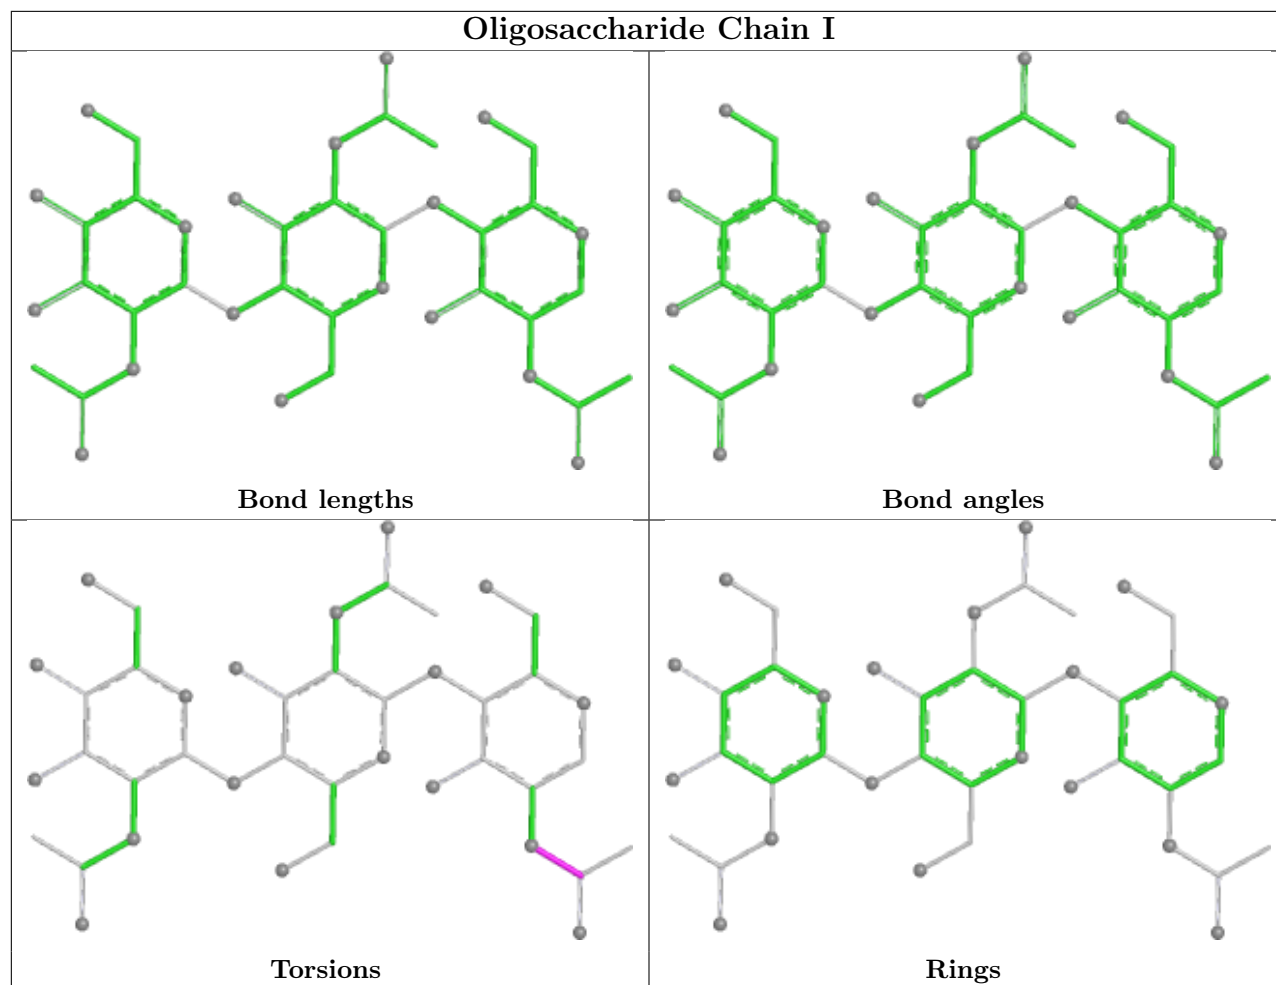 Oligosaccharide Chain I
Bond lengths
Bond angles
Torsions
Rings